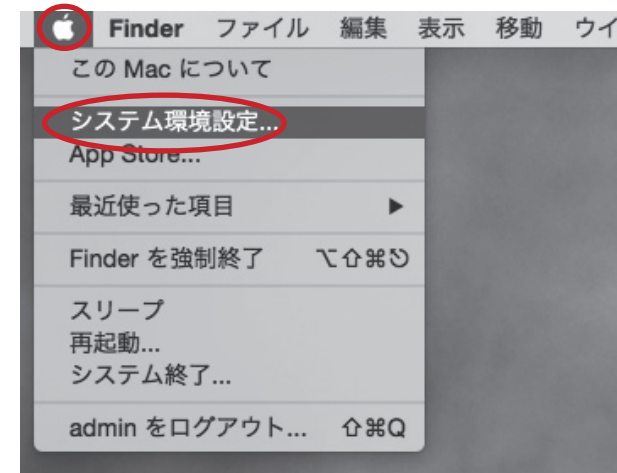 Finder ファイル 編集 表示 移動 ウイ
この Mac について
システム環境設定...
App Store...
最近使った項目 ▶
Finder を強制終了 ⌥⇧⌘⎋
スリープ
再起動...
システム終了...
admin をログアウト... ⇧⌘Q